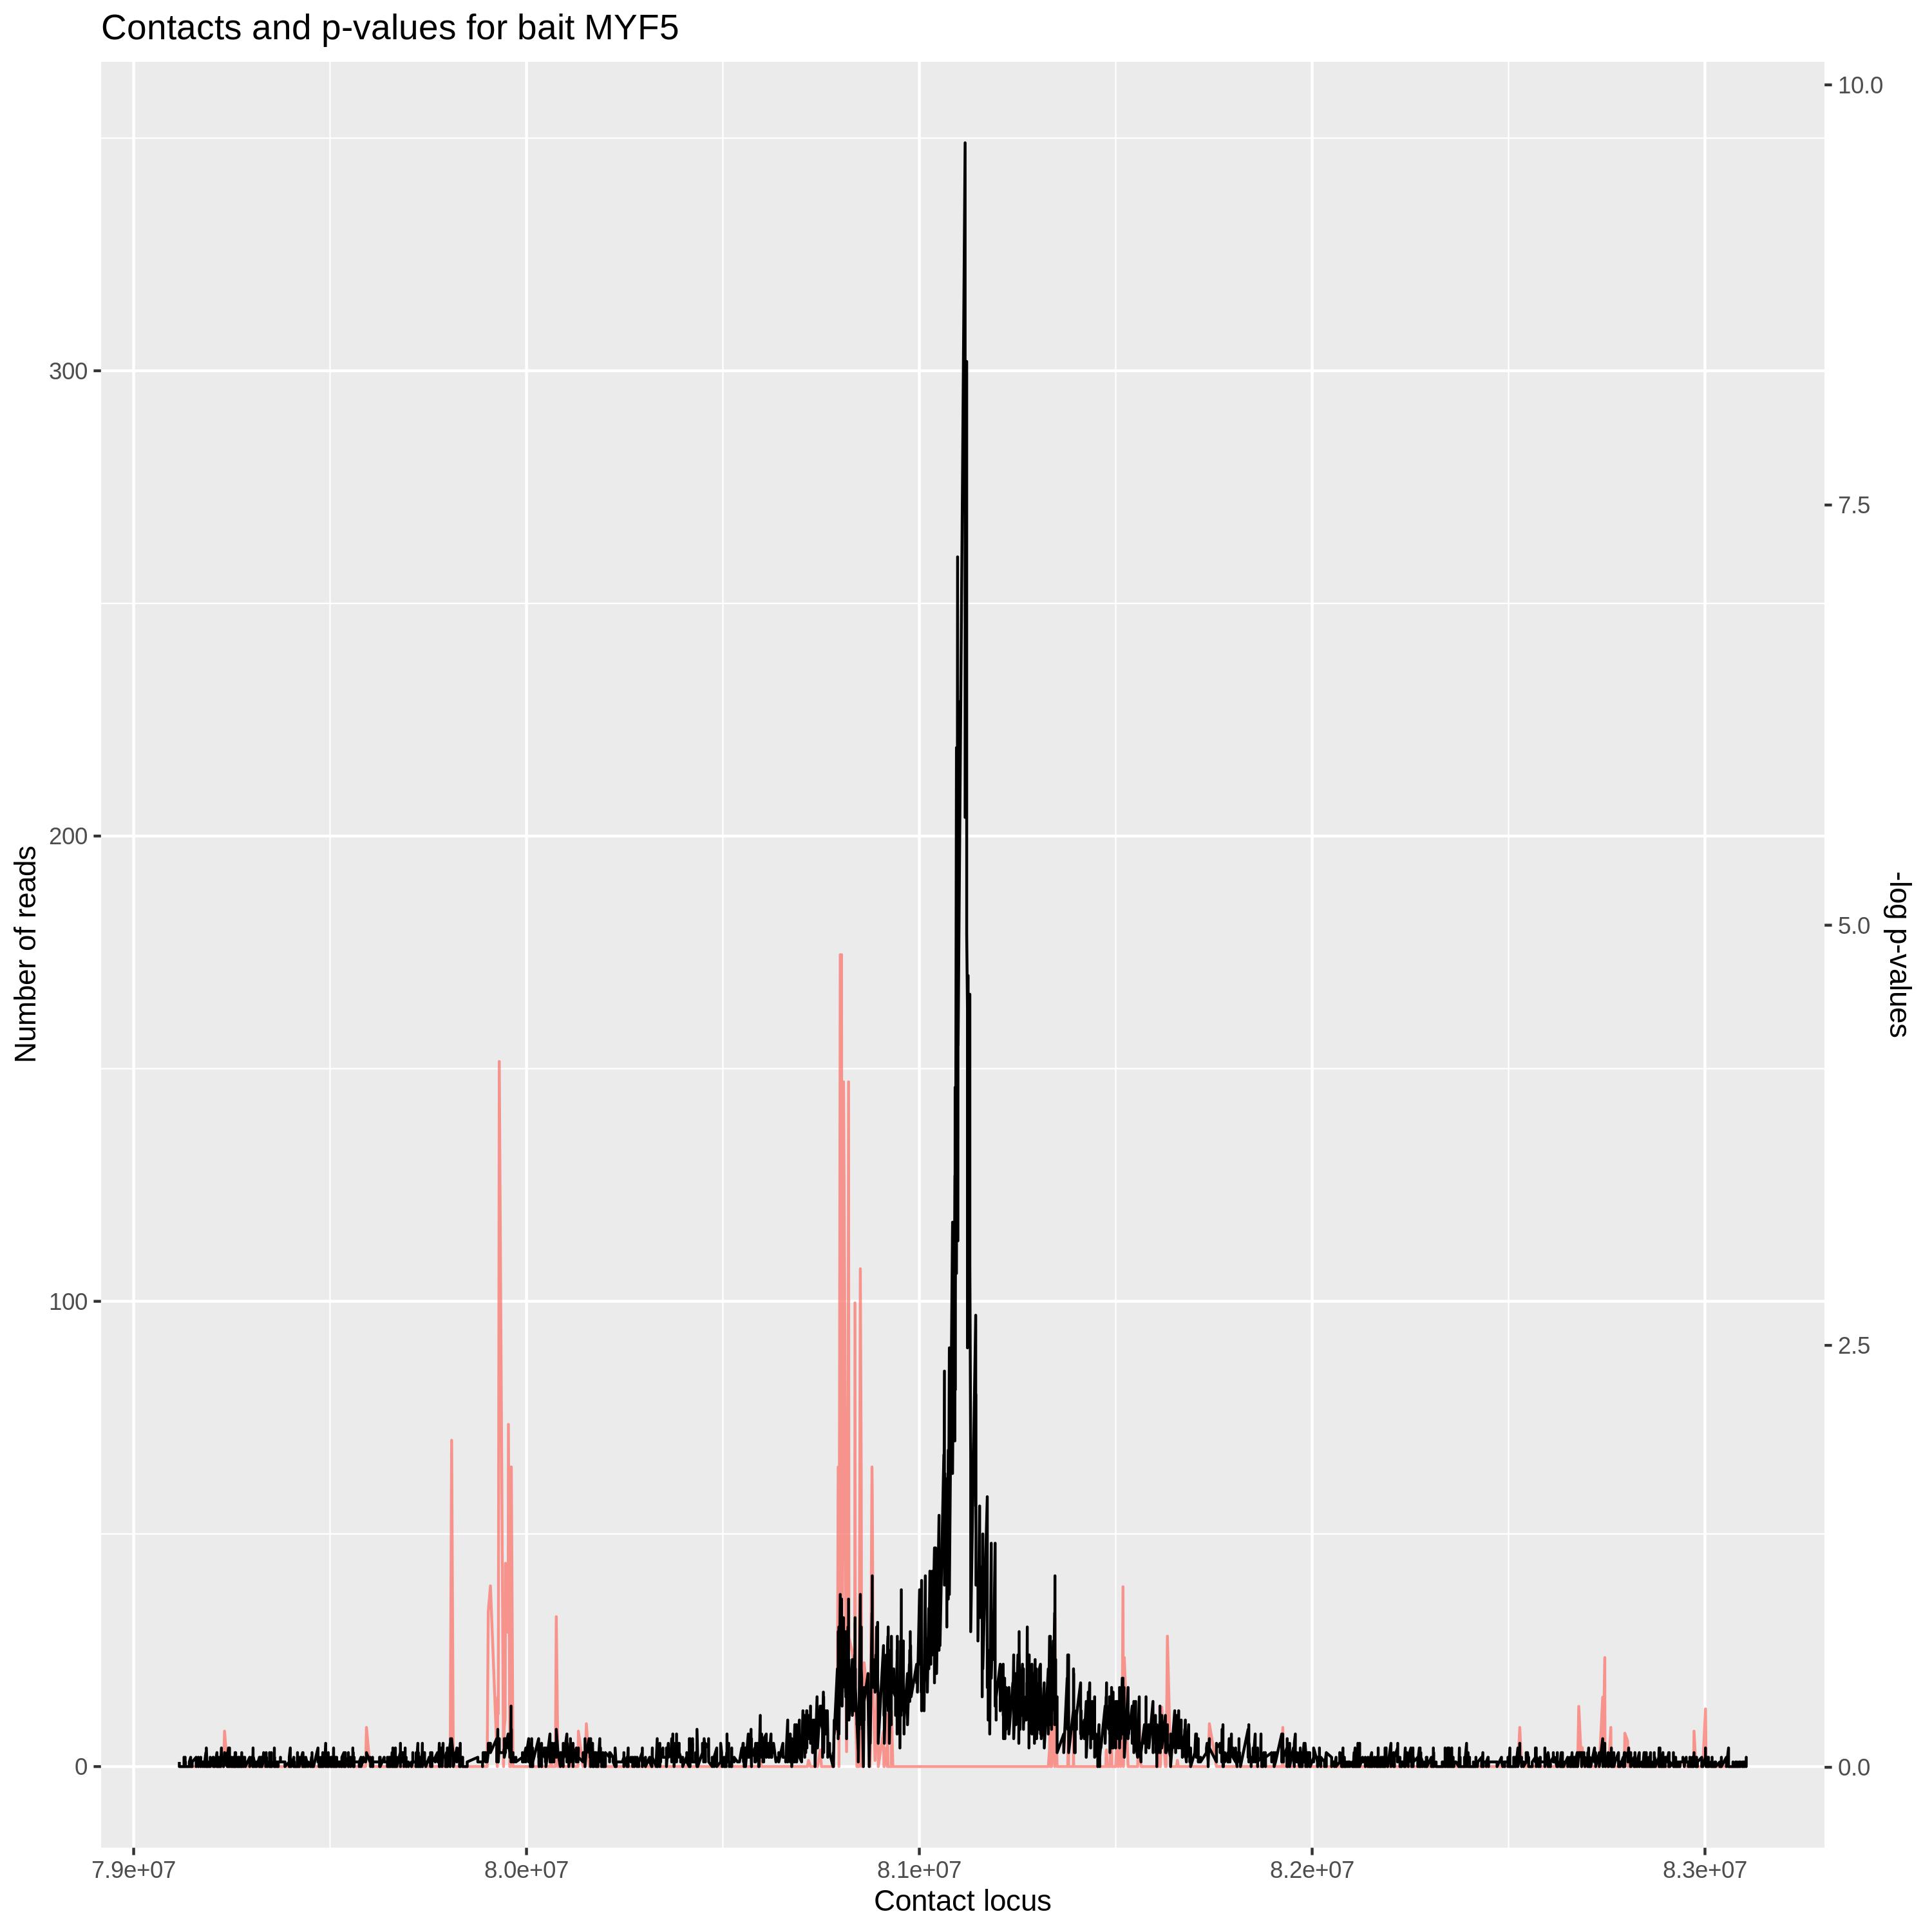 Contacts and p-values for bait MYF5
10.0
7.5
5.0
2.5
0.0
-log p-values
300
200
100
0
Number of reads
7.9e+07 8.0e+07 8.1e+07 8.2e+07 8.3e+07
Contact locus